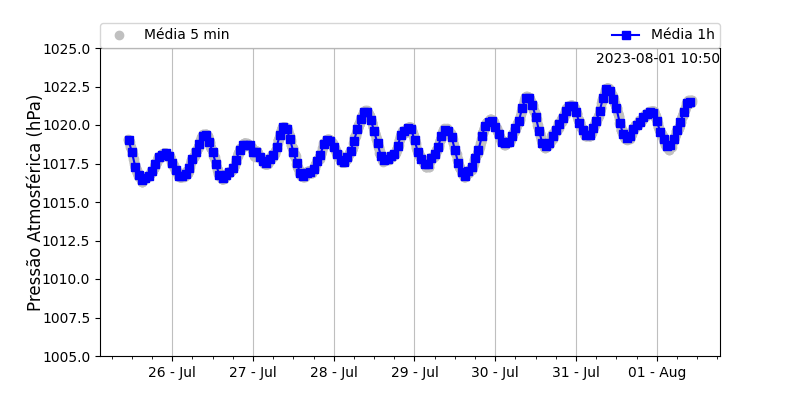 Média 5 min
Média 1h
2023-08-01 10:50
Pressão Atmosférica (hPa)
1025.0
1022.5
1020.0
1017.5
1015.0
1012.5
1010.0
1007.5
1005.0
26 - Jul
27 - Jul
28 - Jul
29 - Jul
30 - Jul
31 - Jul
01 - Aug